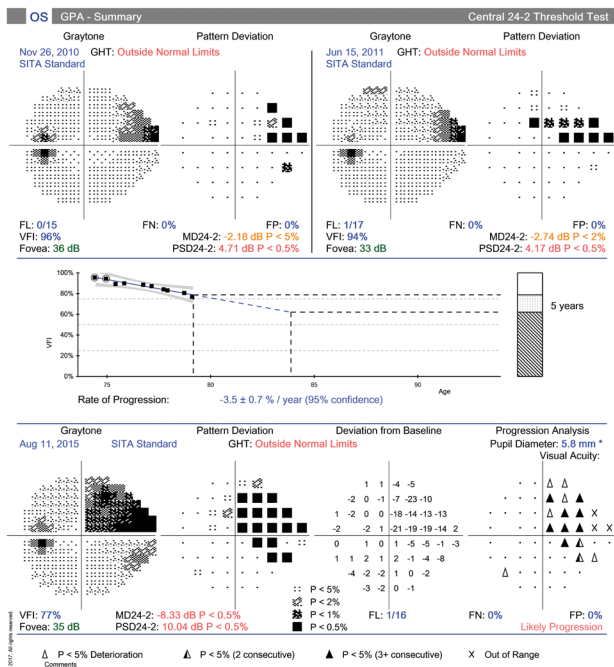 OS GPA - Summary Central 24-2 Threshold Test
Graytone Pattern Deviation Graytone Pattern Deviation
Nov 26, 2010 GHT: Outside Normal Limits Jun 15, 2011 GHT: Outside Normal Limits
SITA Standard SITA Standard
FL: 0/15 FN: 0% FP: 0% FL: 1/17 FN: 0% FP: 0%
VFI: 96% MD24-2: -2.18 dB P < 5% VFI: 94% MD24-2: -2.74 dB P < 2%
Fovea: 36 dB PSD24-2: 4.71 dB P < 0.5% Fovea: 33 dB PSD24-2: 4.17 dB P < 0.5%
100%
80%
60%
40%
20%
0%
VFI
5 years
75 80 85 90 Age
Rate of Progression: -3.5 ± 0.7 % / year (95% confidence)
Graytone Pattern Deviation Deviation from Baseline Progression Analysis
Aug 11, 2015 SITA Standard GHT: Outside Normal Limits Pupil Diameter: 5.8 mm *
Visual Acuity:
1 1 -4 -5
-2 0 -1 -7 -23 -10
0 0 -18 -14 -13 -13 X
-2 -2 1 -21 -19 -19 -14 2 X X
0 1 0 1 -5 -5 -1 -3 X X
1 1 2 1 -2 -1 -4 -8
-4 -2 -2 1 0 -2
-3 -2 0 -1
P < 5%
P < 2%
P < 1%
P < 0.5%
VFI: 77% MD24-2: -8.33 dB P < 0.5% FL: 1/16 FN: 0% FP: 0%
Fovea: 35 dB PSD24-2: 10.04 dB P < 0.5% Likely Progression
P < 5% Deterioration P < 5% (2 consecutive) P < 5% (3+ consecutive) X Out of Range
Comments
2017. All rights reserved.